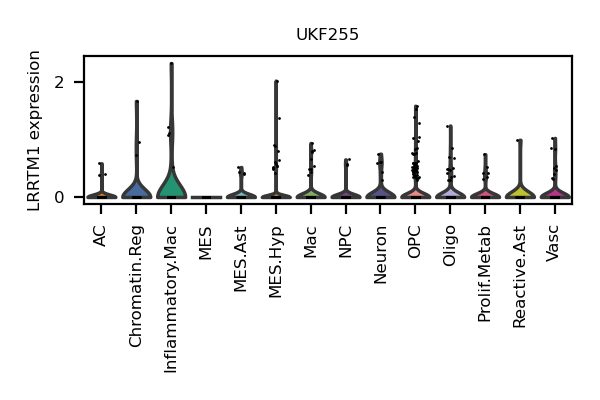 UKF255
LRRTM1 expression
2
0
AC
Chromatin.Reg
Inflammatory.Mac
MES
MES.Ast
MES.Hyp
Mac
NPC
Neuron
OPC
Oligo
Prolif.Metab
Reactive.Ast
Vasc